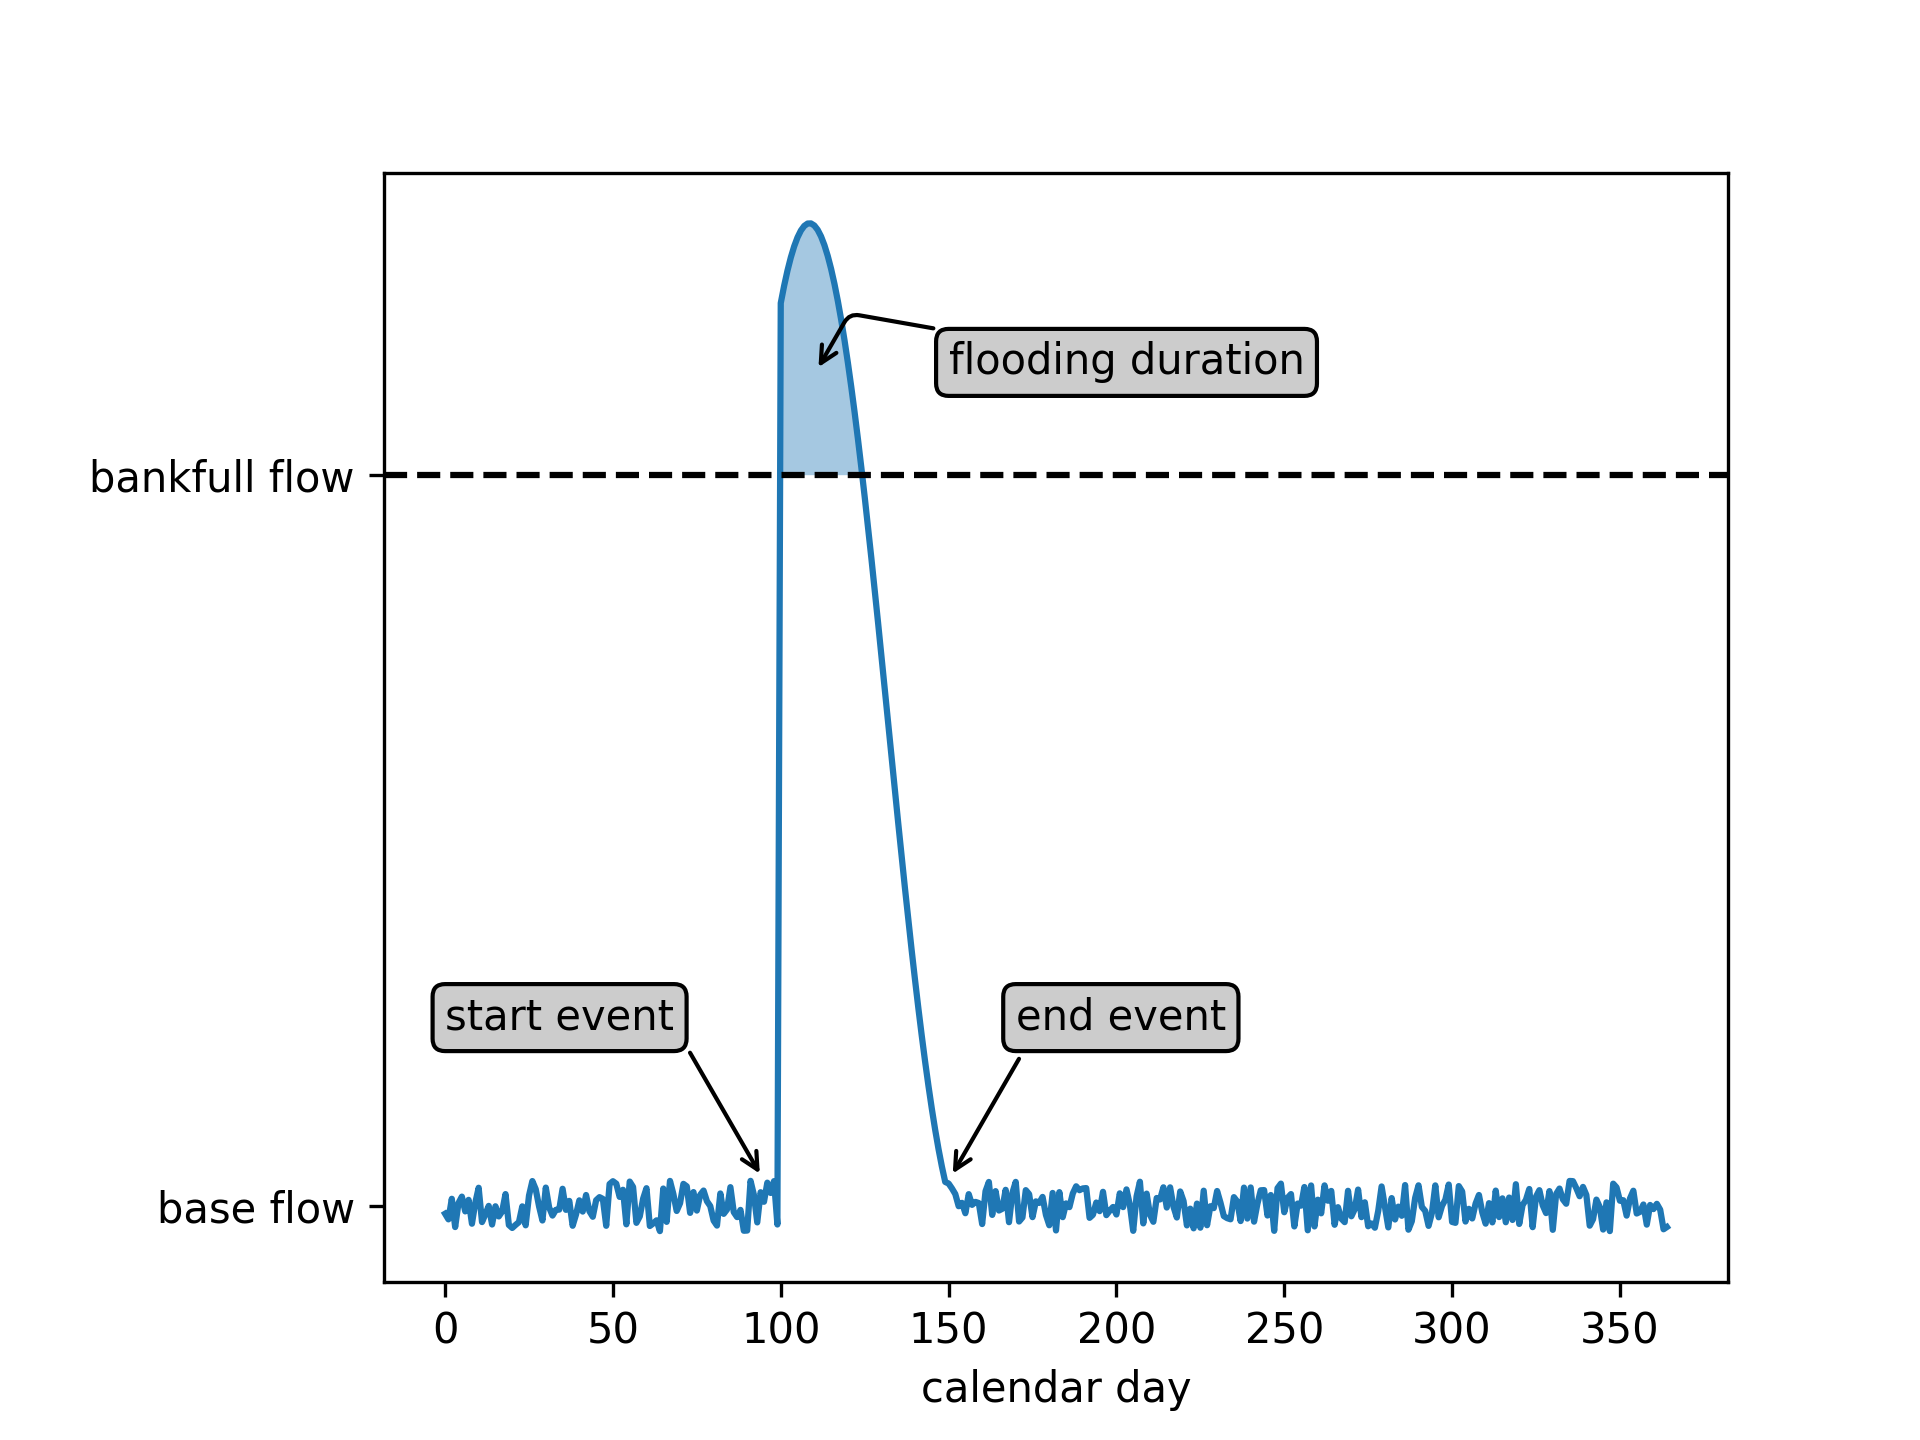 flooding duration
bankfull flow
start event
end event
base flow
0 50 100 150 200 250 300 350
calendar day